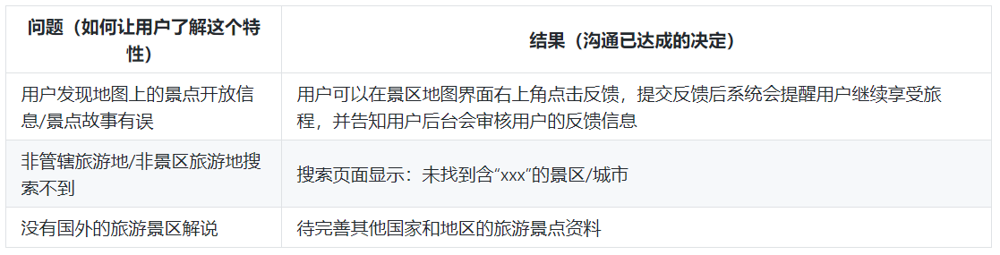 问题（如何让用户了解这个特
性）
结果（沟通已达成的决定）
用户发现地图上的景点开放信
息/景点故事有误
用户可以在景区地图界面右上角点击反馈，提交反馈后系统会提醒用户继续享受旅
程，并告知用户后台会审核用户的反馈信息
非管辖旅游地/非景区旅游地搜
索不到
搜索页面显示：未找到含“xxx”的景区/城市
没有国外的旅游景区解说
待完善其他国家和地区的旅游景点资料